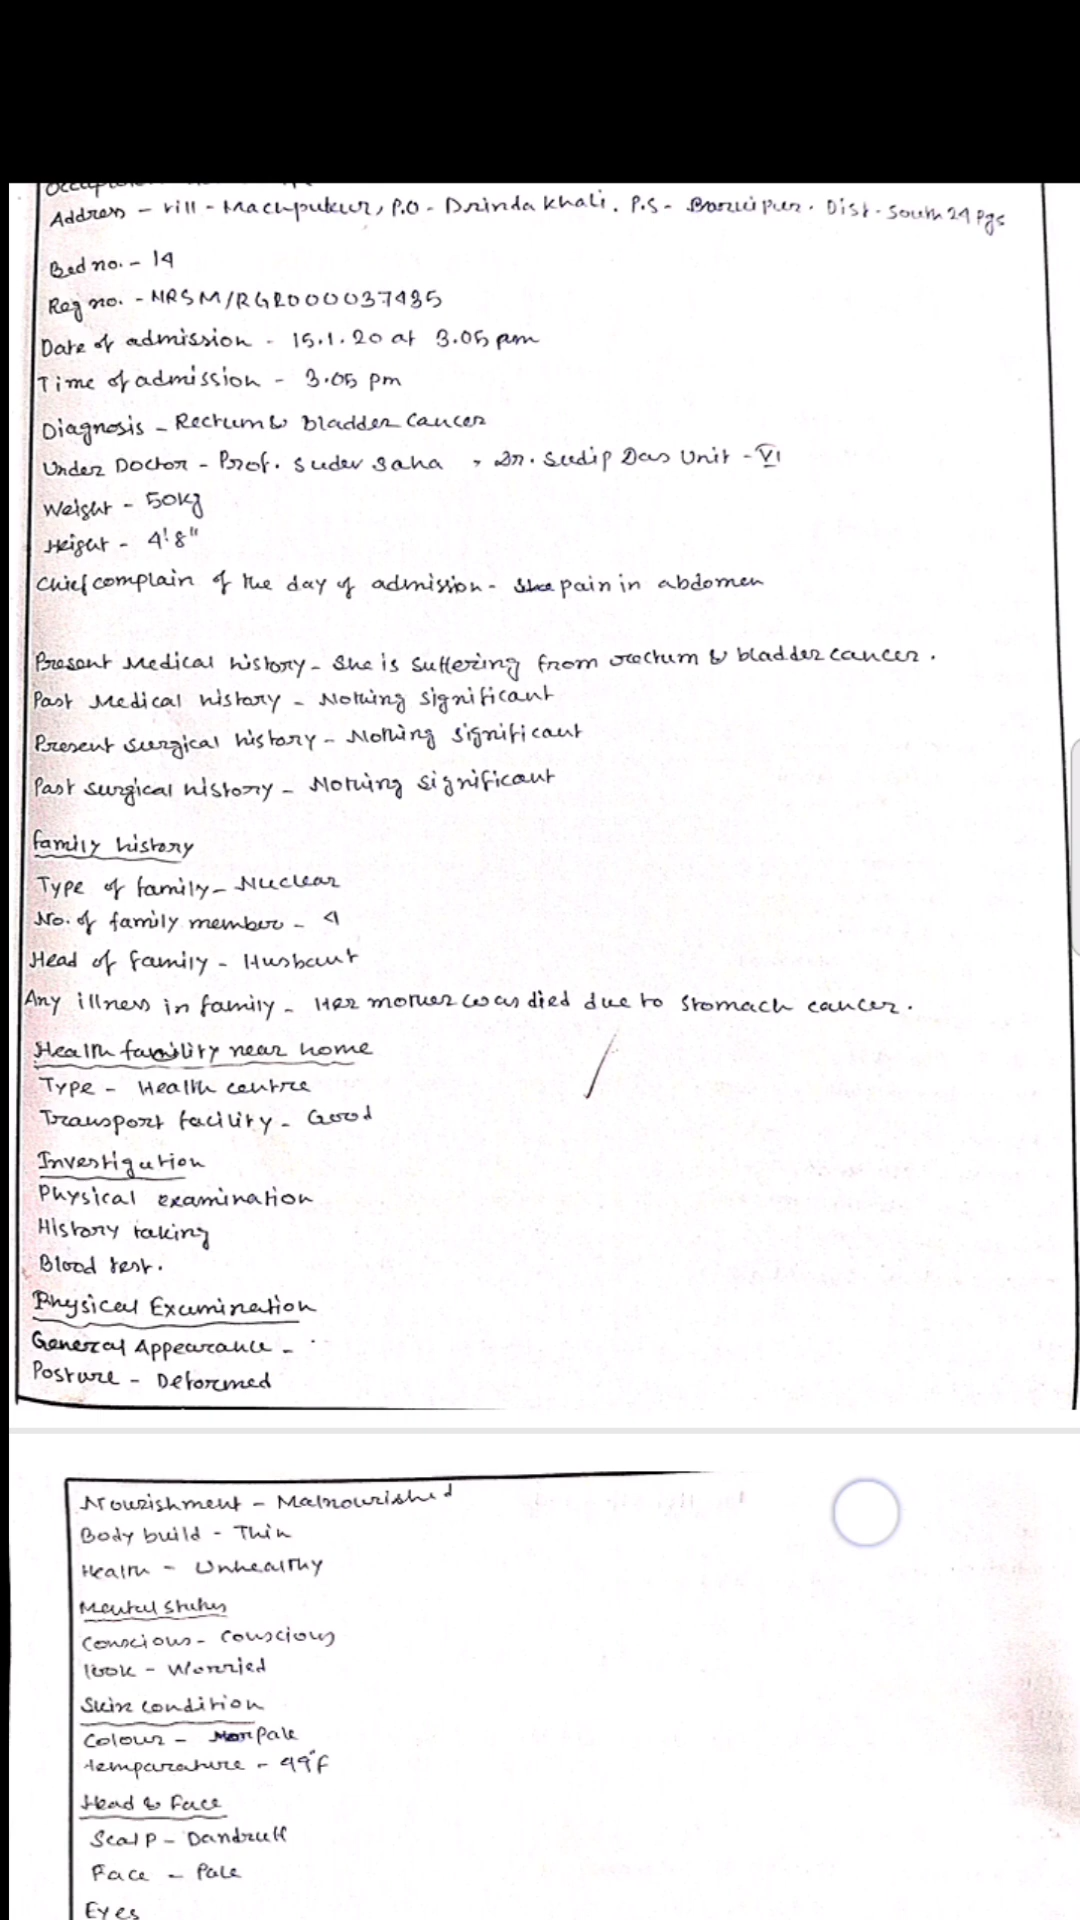 Address - vill - Machpukur, P.O - Dzinda khali. P.S - Baruipur. Dist - South 24 Pgs
Bed no. - 14
Reg no. - NRSM/RG2000037435
Date of admission - 15.1.20 at 3.05 pm
Time of admission - 3.05 pm
Diagnosis - Rectum & bladder Cancer
Under Doctor - Prof. Sudev Saha, Dr. Sudip Das Unit - VI
Weight - 50kg
Height - 4'8"
Chief complain of the day of admission - pain in abdomen
Present Medical history - She is suffering from rectum & bladder cancer.
Past Medical history - Nothing significant
Present surgical history - Nothing significant
Past surgical history - Nothing significant
Family history
Type of family - Nuclear
No. of family member - 4
Head of family - Husbant
Any illness in family - Her mother was died due to stomach cancer.
Health famility near home
Type - Health centre
Transport facility - Good
Investigation
Physical examination
History taking
Blood test.
Physical Examination
General Appearance -
Posture - Deformed
Nourishment - Malnourished
Body build - Thin
Health - Unhealthy
Mental Status
Conscious - Conscious
look - Worried
Skin condition
Colour - Pale
temparature - 99°F
Head & Face
Scalp - Dandruff
Face - Pale
Eyes